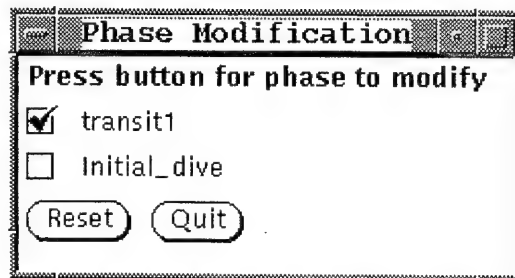 Phase Modification
Press button for phase to modify
transit1
Initial_dive
Reset Quit